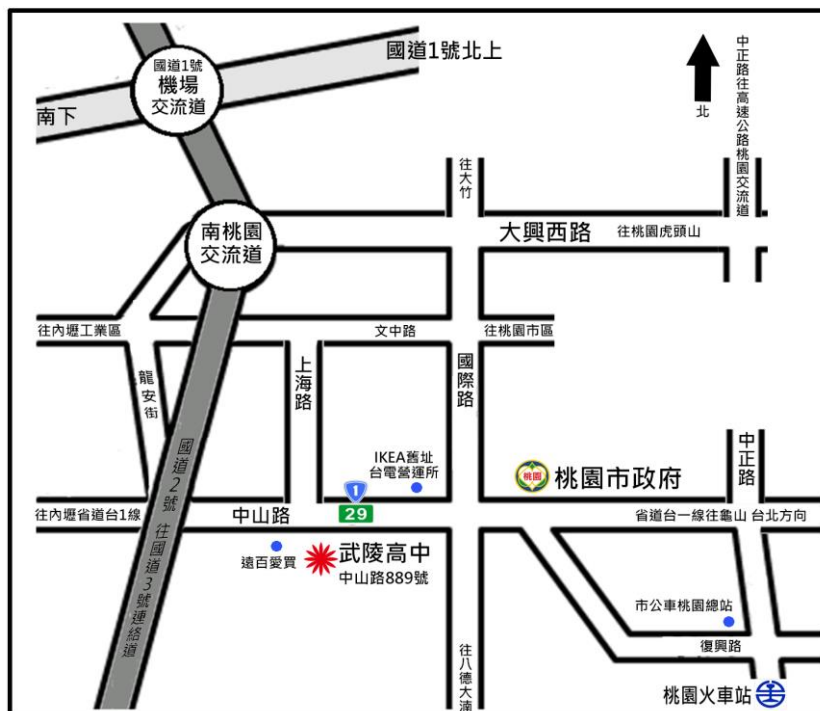 國道1號
機場
交流道
國道1號北上
南下
北
中正路往高速公路桃園交流道
往大竹
南桃園
交流道
大興西路
往桃園虎頭山
往內壢工業區
文中路
往桃園市區
龍安街
上海路
國際路
中正路
IKEA舊址
台電營運所
桃園
桃園市政府
1
29
往內壢省道台1線
中山路
省道台一線往龜山 台北方向
國道2號 往國道3號連絡道
遠百愛買
武陵高中
中山路889號
市公車桃園總站
復興路
往八德大湳
桃園火車站